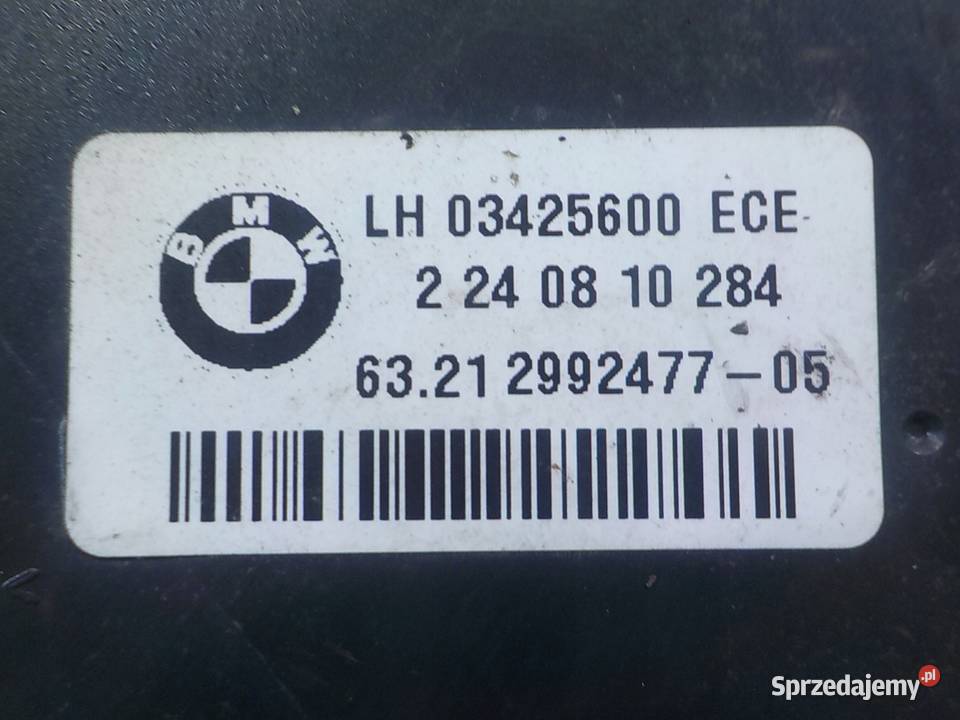 BMW
LH 03425600 ECE
2 24 08 10 284
63.21 2992477-05
Sprzedajemy.pl